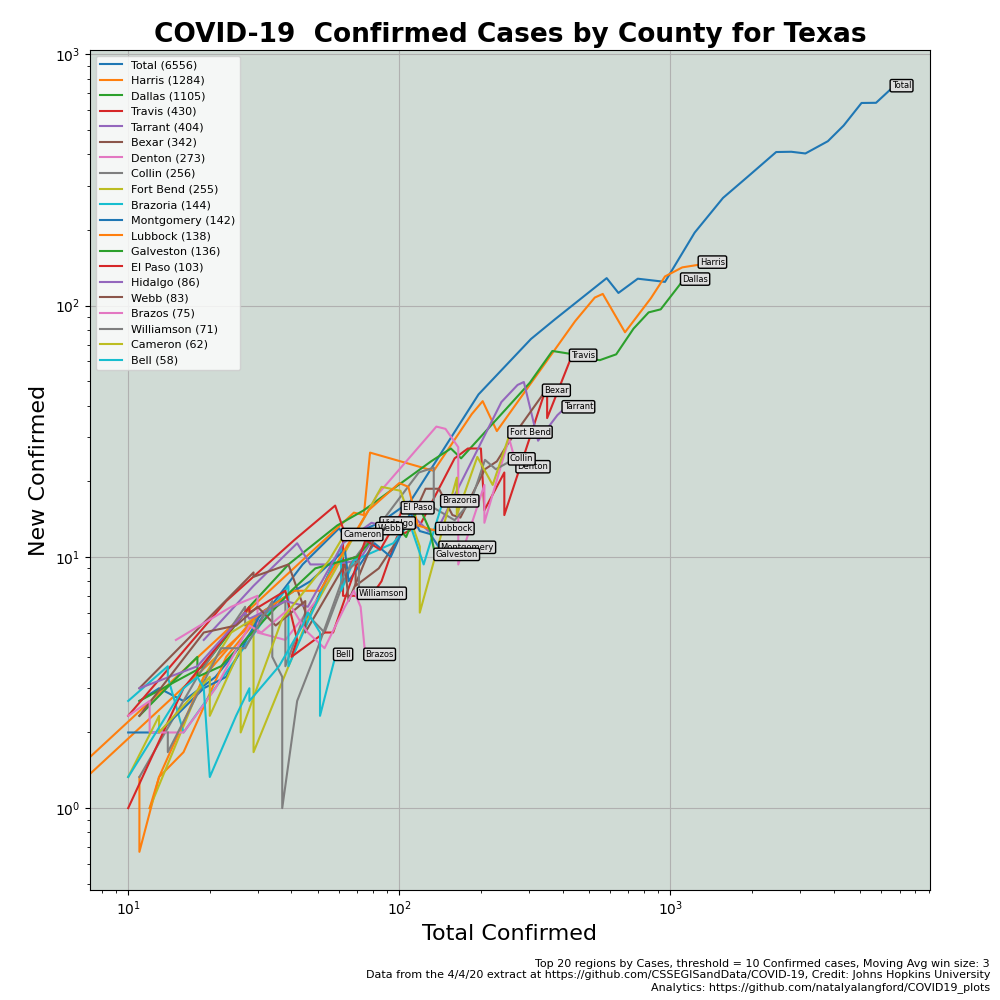 COVID-19  Confirmed Cases by County for Texas
New Confirmed
10³
10²
10¹
10⁰
Total (6556)
Harris (1284)
Dallas (1105)
Travis (430)
Tarrant (404)
Bexar (342)
Denton (273)
Collin (256)
Fort Bend (255)
Brazoria (144)
Montgomery (142)
Lubbock (138)
Galveston (136)
El Paso (103)
Hidalgo (86)
Webb (83)
Brazos (75)
Williamson (71)
Cameron (62)
Bell (58)
Total
Harris
Dallas
Travis
Bexar
Tarrant
Fort Bend
Collin
Denton
Brazoria
El Paso
Hidalgo
Webb
Lubbock
Cameron
Montgomery
Galveston
Williamson
Bell
Brazos
10¹
10²
10³
Total Confirmed
Top 20 regions by Cases, threshold = 10 Confirmed cases, Moving Avg win size: 3
Data from the 4/4/20 extract at https://github.com/CSSEGISandData/COVID-19, Credit: Johns Hopkins University
Analytics: https://github.com/natalyalangford/COVID19_plots